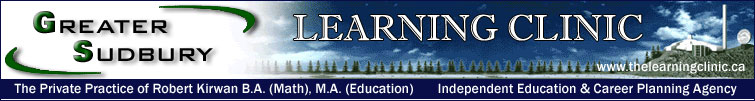 GREATER
SUDBURY
LEARNING CLINIC
www.thelearningclinic.ca
The Private Practice of Robert Kirwan B.A. (Math), M.A. (Education) Independent Education & Career Planning Agency